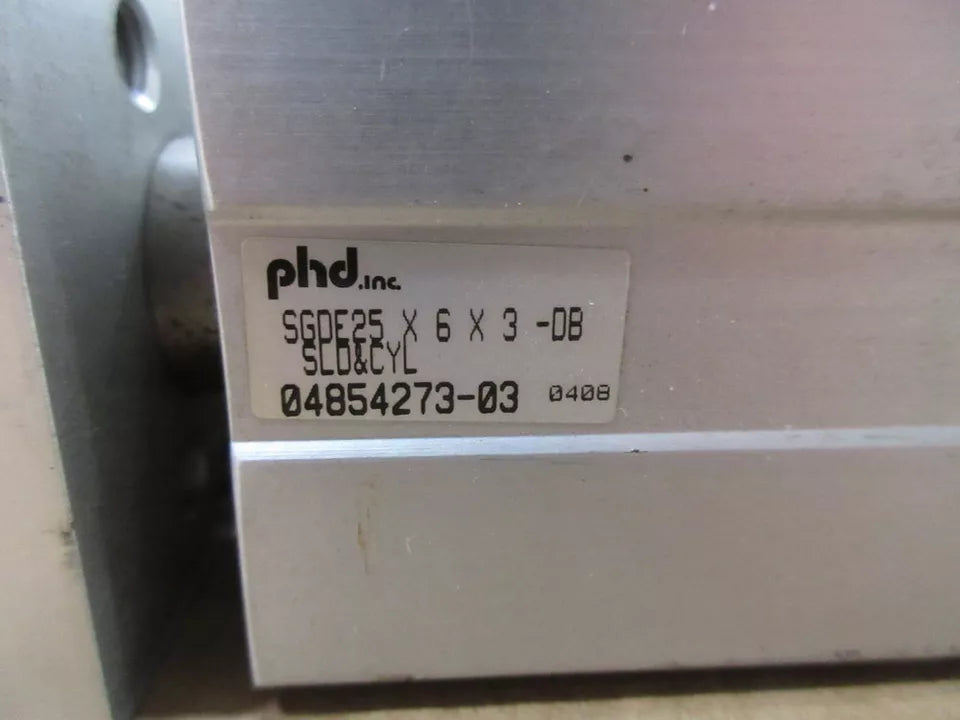 phd.inc.
SGDE25 X 6 X 3 -DB
SLD&CYL
04854273-03 0408